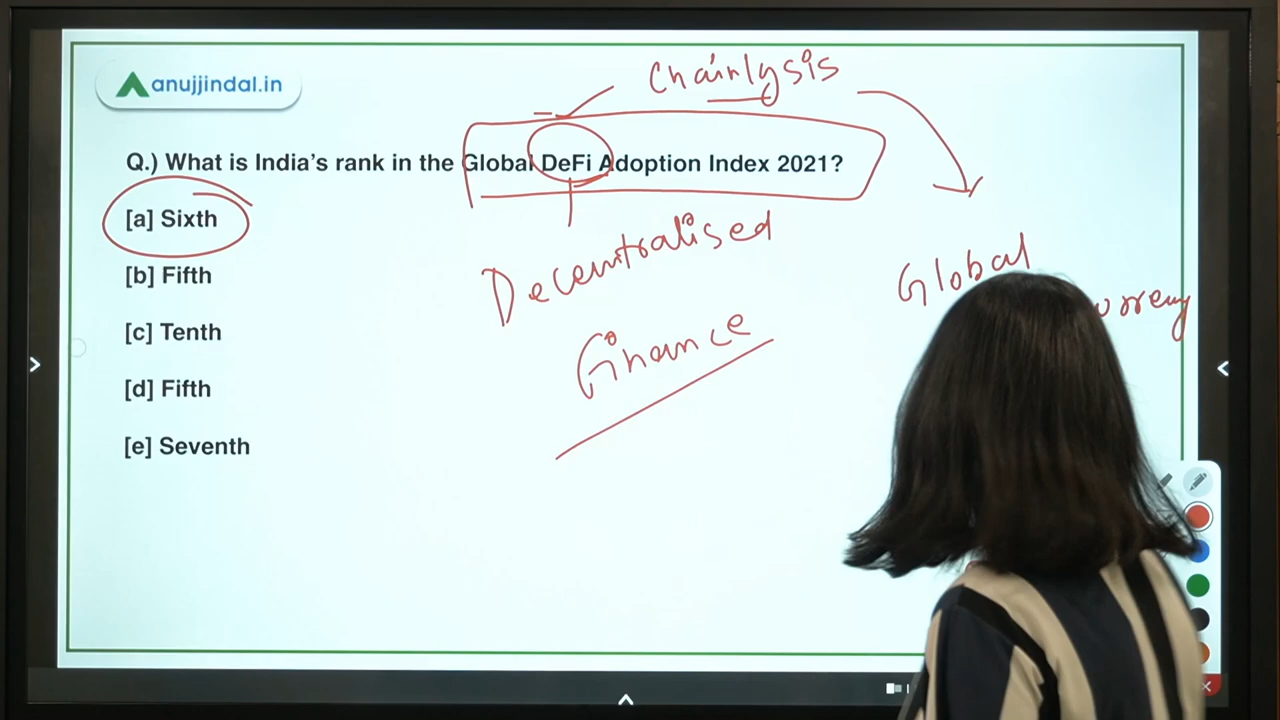 Chainlysis
anujjindal.in
Q.) What is India's rank in the Global DeFi Adoption Index 2021?
[a] Sixth
[b] Fifth
[c] Tenth
[d] Fifth
[e] Seventh
Decentralised
Finance
Global